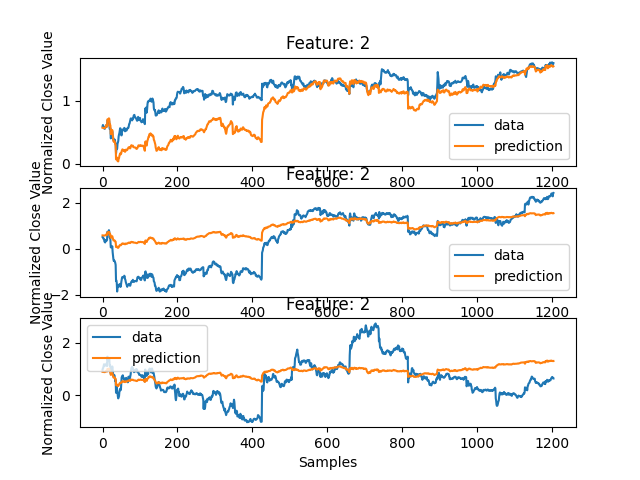 Feature: 2
Normalized Close Value
1
0
data
prediction
0 200 400 600 800 1000 1200
Feature: 2
Normalized Close Value
2
0
−2
data
prediction
0 200 400 600 800 1000 1200
Feature: 2
Normalized Close Value
2
0
data
prediction
0 200 400 600 800 1000 1200
Samples